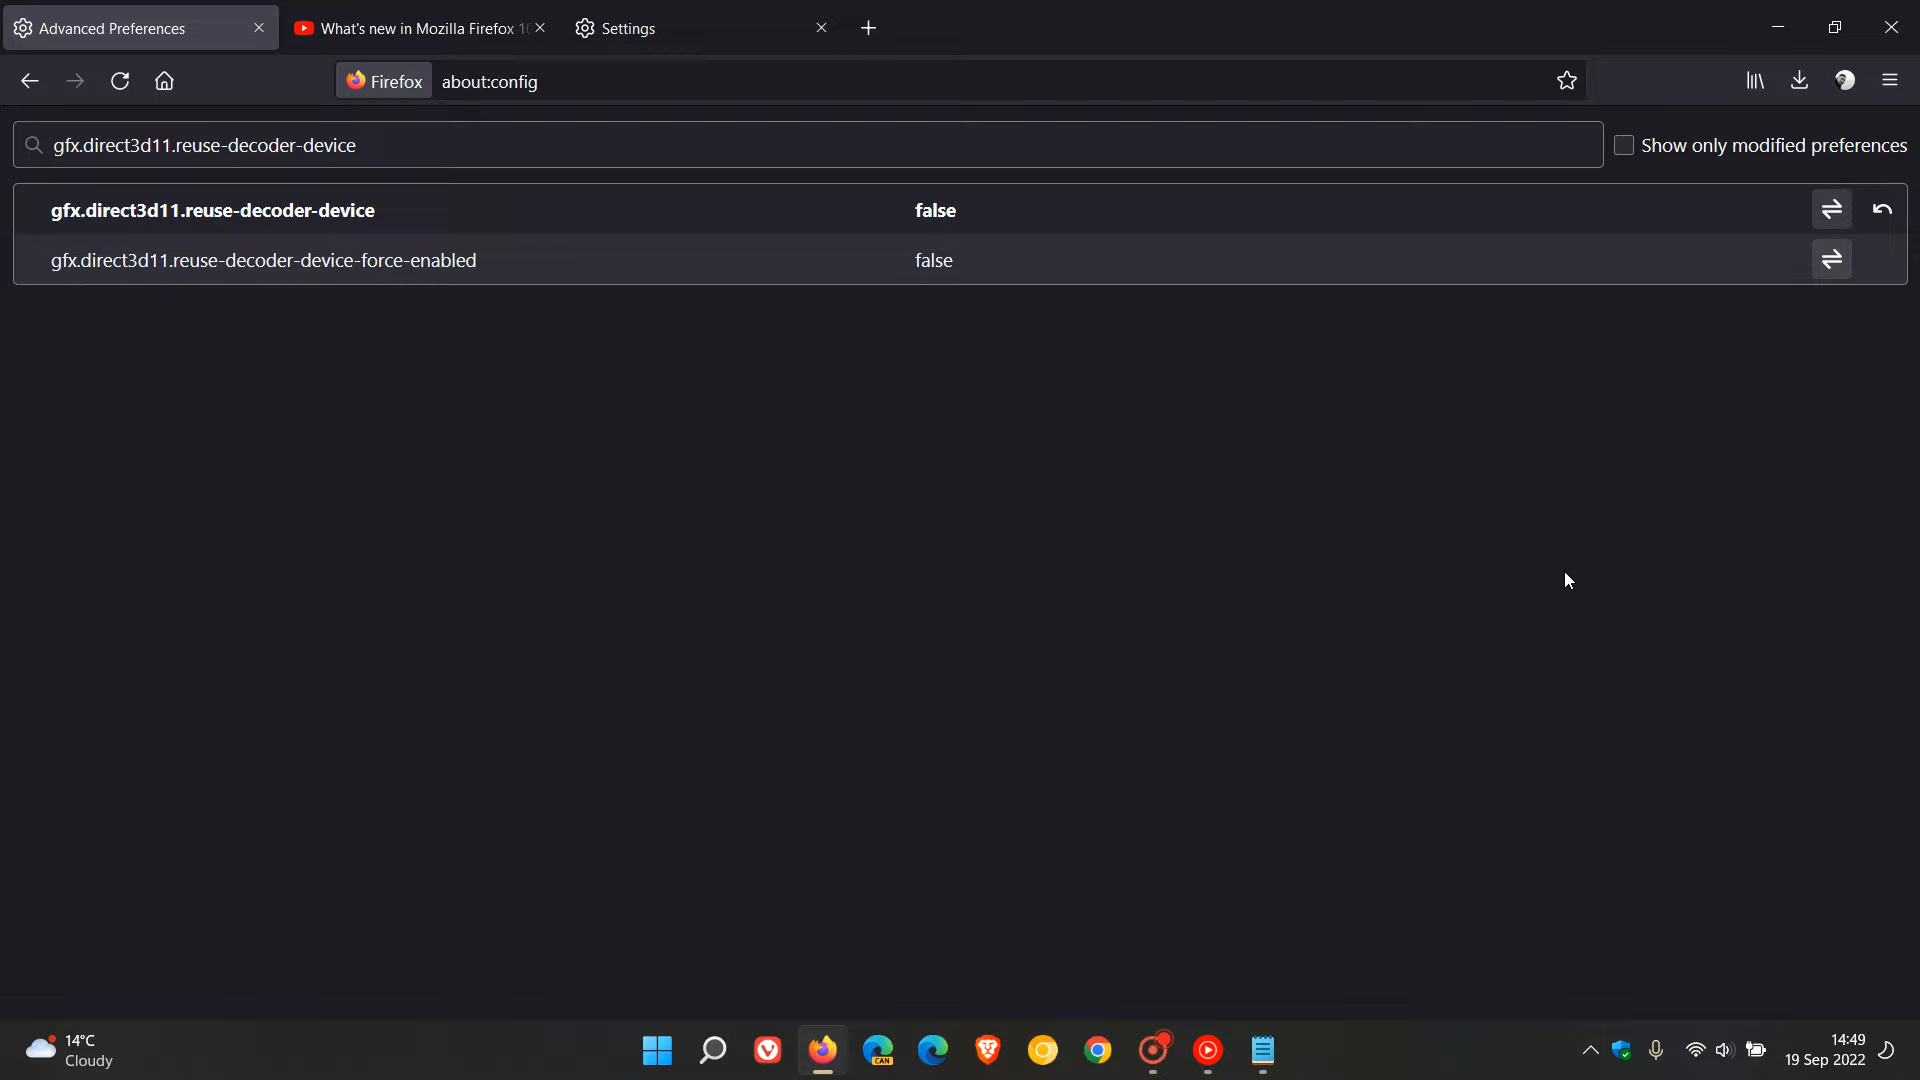 Advanced Preferences
What's new in Mozilla Firefox 10
Settings
Firefox
about:config
gfx.direct3d11.reuse-decoder-device
Show only modified preferences
gfx.direct3d11.reuse-decoder-device false
gfx.direct3d11.reuse-decoder-device-force-enabled false
14°C
Cloudy
CAN
14:49
19 Sep 2022